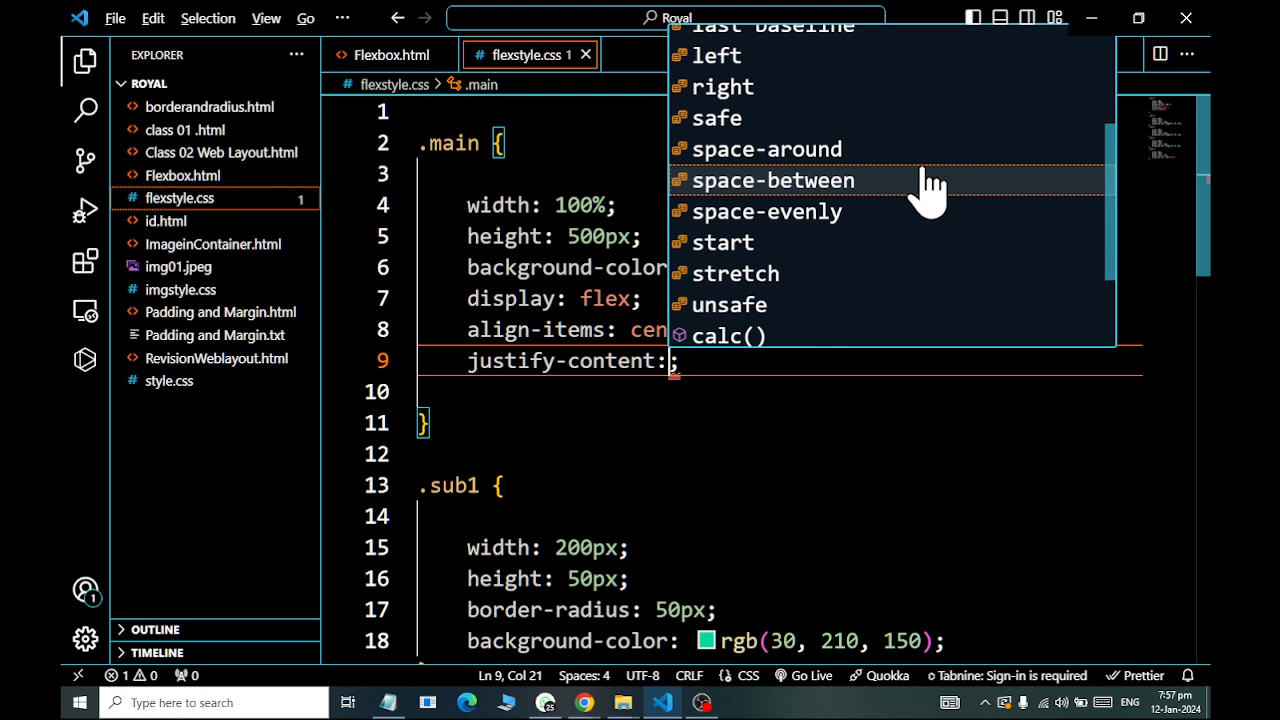 File Edit Selection View Go ··· Royal
EXPLORER ···
Flexbox.html
# flexstyle.css 1
ROYAL
# flexstyle.css > .main
borderandradius.html
class 01 .html
Class 02 Web Layout.html
Flexbox.html
# flexstyle.css 1
id.html
ImageinContainer.html
img01.jpeg
# imgstyle.css
Padding and Margin.html
Padding and Margin.txt
RevisionWeblayout.html
# style.css
OUTLINE
TIMELINE
1
1
2 .main {
3
4 width: 100%;
5 height: 500px;
6 background-color
7 display: flex;
8 align-items: cen
9 justify-content:;
10
11 }
12
13 .sub1 {
14
15 width: 200px;
16 height: 50px;
17 border-radius: 50px;
18 background-color: rgb(30, 210, 150);
last baseline
left
right
safe
space-around
space-between
space-evenly
start
stretch
unsafe
calc()
1 0 0 Ln 9, Col 21 Spaces: 4 UTF-8 CRLF {} CSS Go Live Quokka Tabnine: Sign-in is required Prettier
Type here to search
25
ENG
7:57 pm
12-Jan-2024